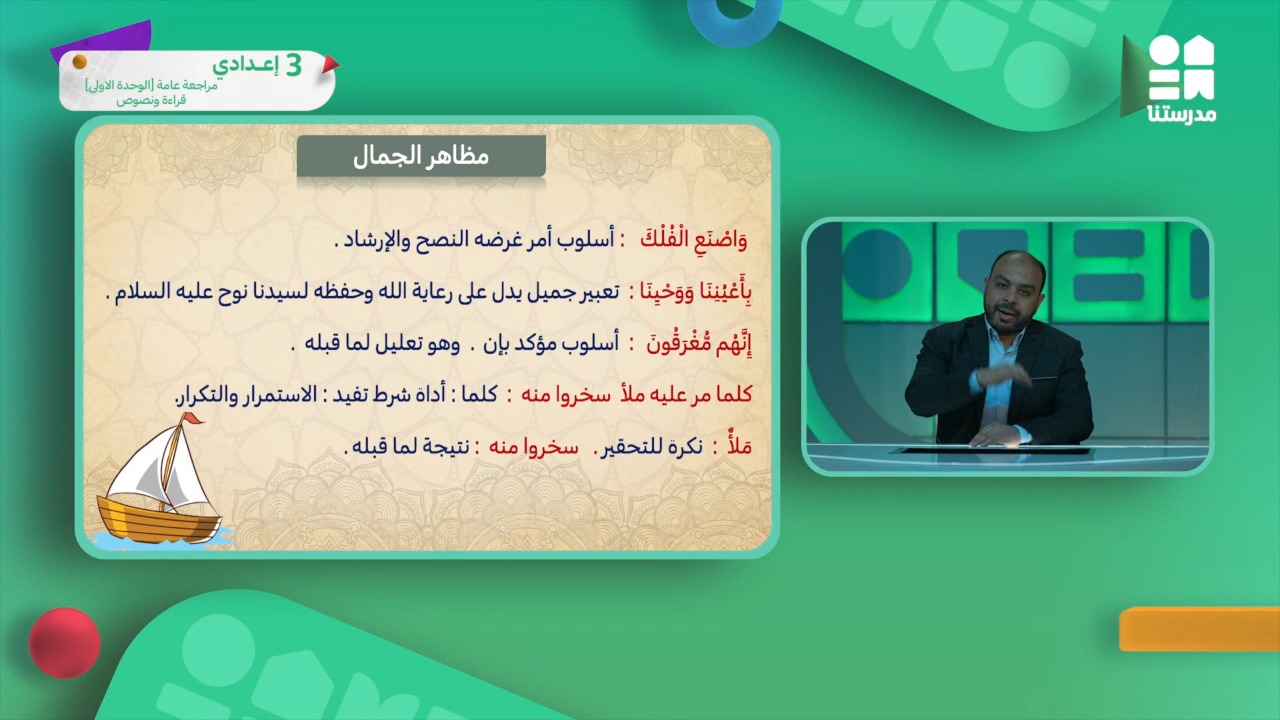 3 إعـدادي
مراجعة عامة [الوحدة الاولى]
قراءة ونصوص
مدرستنا
مظاهر الجمال
وَاصْنَعِ الْفُلْكَ : أسلوب أمر غرضه النصح والإرشاد .
بِأَعْيُنِنَا وَوَحْيِنَا : تعبير جميل يدل على رعاية الله وحفظه لسيدنا نوح عليه السلام .
إِنَّهُم مُّغْرَقُونَ : أسلوب مؤكد بإن . وهو تعليل لما قبله .
كلما مر عليه ملأ سخروا منه : كلما : أداة شرط تفيد : الاستمرار والتكرار.
مَلأٌ : نكرة للتحقير . سخروا منه : نتيجة لما قبله .